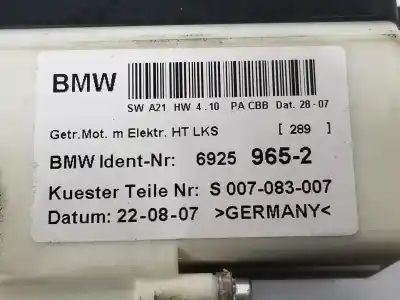 BMW
SW A21 HW 4.10 PA CBB Dat. 28-07
Getr.Mot. m Elektr. HT LKS [ 289 ]
BMW Ident-Nr: 6925 965-2
Kuester Teile Nr: S 007-083-007
Datum: 22-08-07 >GERMANY<